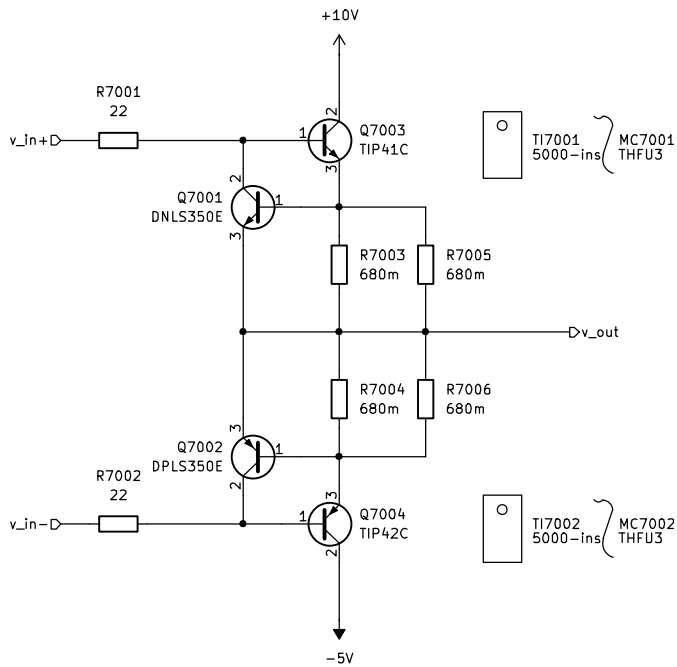 +10V
R7001
22
v_in+
1
2
3
Q7003
TIP41C
TI7001
5000-ins
MC7001
THFU3
Q7001
DNLS350E
2
1
3
R7003
680m
R7005
680m
v_out
R7004
680m
R7006
680m
Q7002
DPLS350E
3
1
2
R7002
22
v_in-
1
3
2
Q7004
TIP42C
TI7002
5000-ins
MC7002
THFU3
-5V